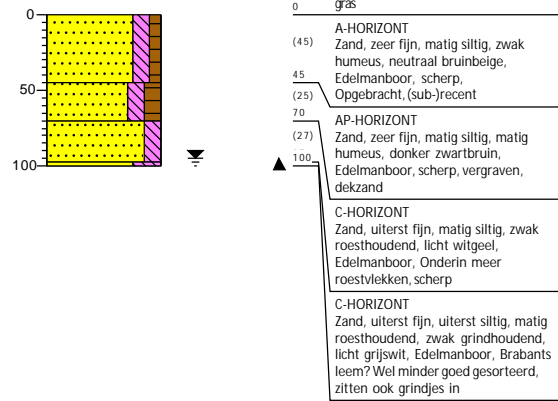 0
50
100
0
gras
(45)
45
(25)
70
(27)
100
A-HORIZONT
Zand, zeer fijn, matig siltig, zwak
humeus, neutraal bruinbeige,
Edelmanboor, scherp,
Opgebracht, (sub-)recent
AP-HORIZONT
Zand, zeer fijn, matig siltig, matig
humeus, donker zwartbruin,
Edelmanboor, scherp, vergraven,
dekzand
C-HORIZONT
Zand, uiterst fijn, matig siltig, zwak
roesthoudend, licht witgeel,
Edelmanboor, Onderin meer
roestvlekken, scherp
C-HORIZONT
Zand, uiterst fijn, uiterst siltig, matig
roesthoudend, zwak grindhoudend,
licht grijswit, Edelmanboor, Brabants
leem? Wel minder goed gesorteerd,
zitten ook grindjes in